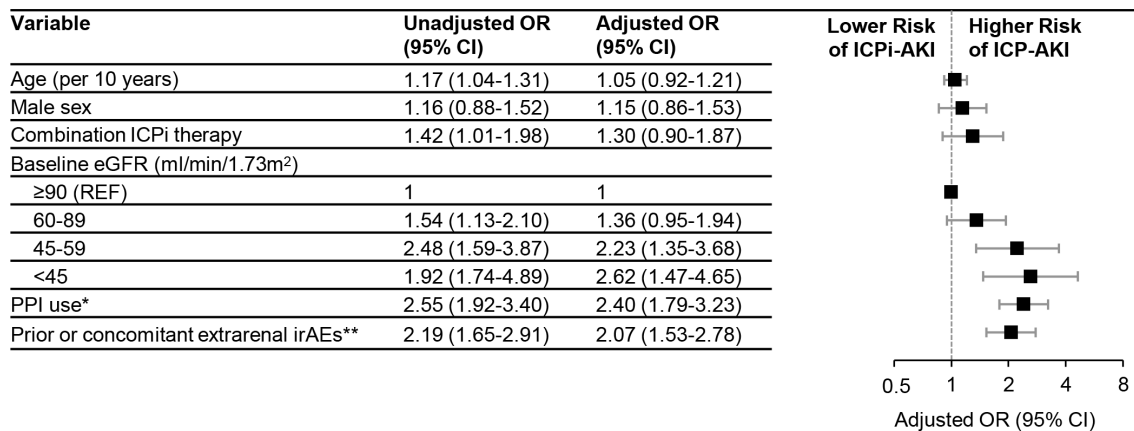 Variable Unadjusted OR (95% CI) Adjusted OR (95% CI)
Lower Risk of ICPi-AKI Higher Risk of ICP-AKI
Age (per 10 years) 1.17 (1.04-1.31) 1.05 (0.92-1.21)
Male sex 1.16 (0.88-1.52) 1.15 (0.86-1.53)
Combination ICPi therapy 1.42 (1.01-1.98) 1.30 (0.90-1.87)
Baseline eGFR (ml/min/1.73m²)
≥90 (REF) 1 1
60-89 1.54 (1.13-2.10) 1.36 (0.95-1.94)
45-59 2.48 (1.59-3.87) 2.23 (1.35-3.68)
<45 1.92 (1.74-4.89) 2.62 (1.47-4.65)
PPI use* 2.55 (1.92-3.40) 2.40 (1.79-3.23)
Prior or concomitant extrarenal irAEs** 2.19 (1.65-2.91) 2.07 (1.53-2.78)
0.5 1 2 4 8
Adjusted OR (95% CI)